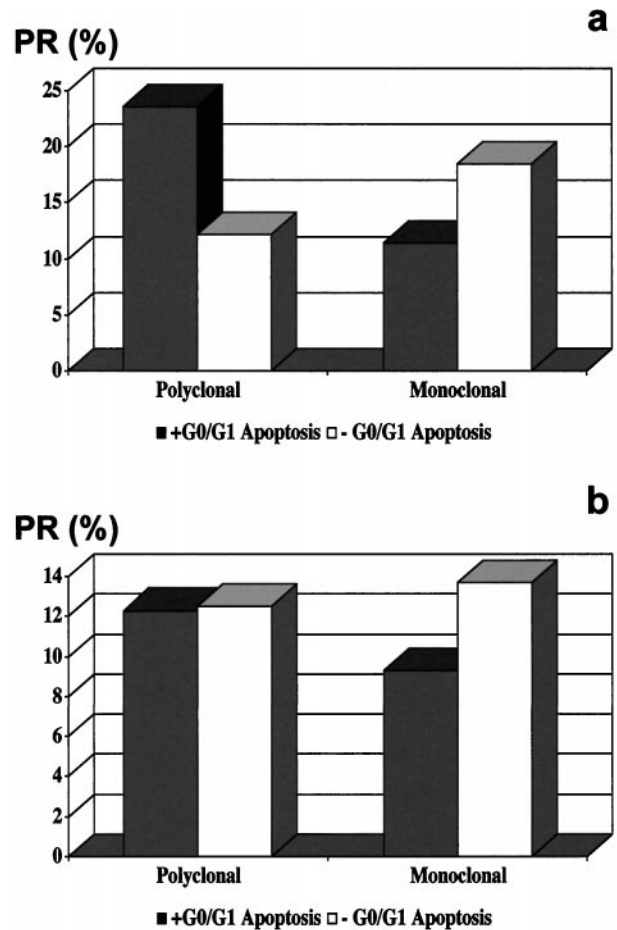 a
PR (%)
25
20
15
10
5
0
Polyclonal Monoclonal
+G0/G1 Apoptosis - G0/G1 Apoptosis
b
PR (%)
14
12
10
8
6
4
2
0
Polyclonal Monoclonal
+G0/G1 Apoptosis - G0/G1 Apoptosis